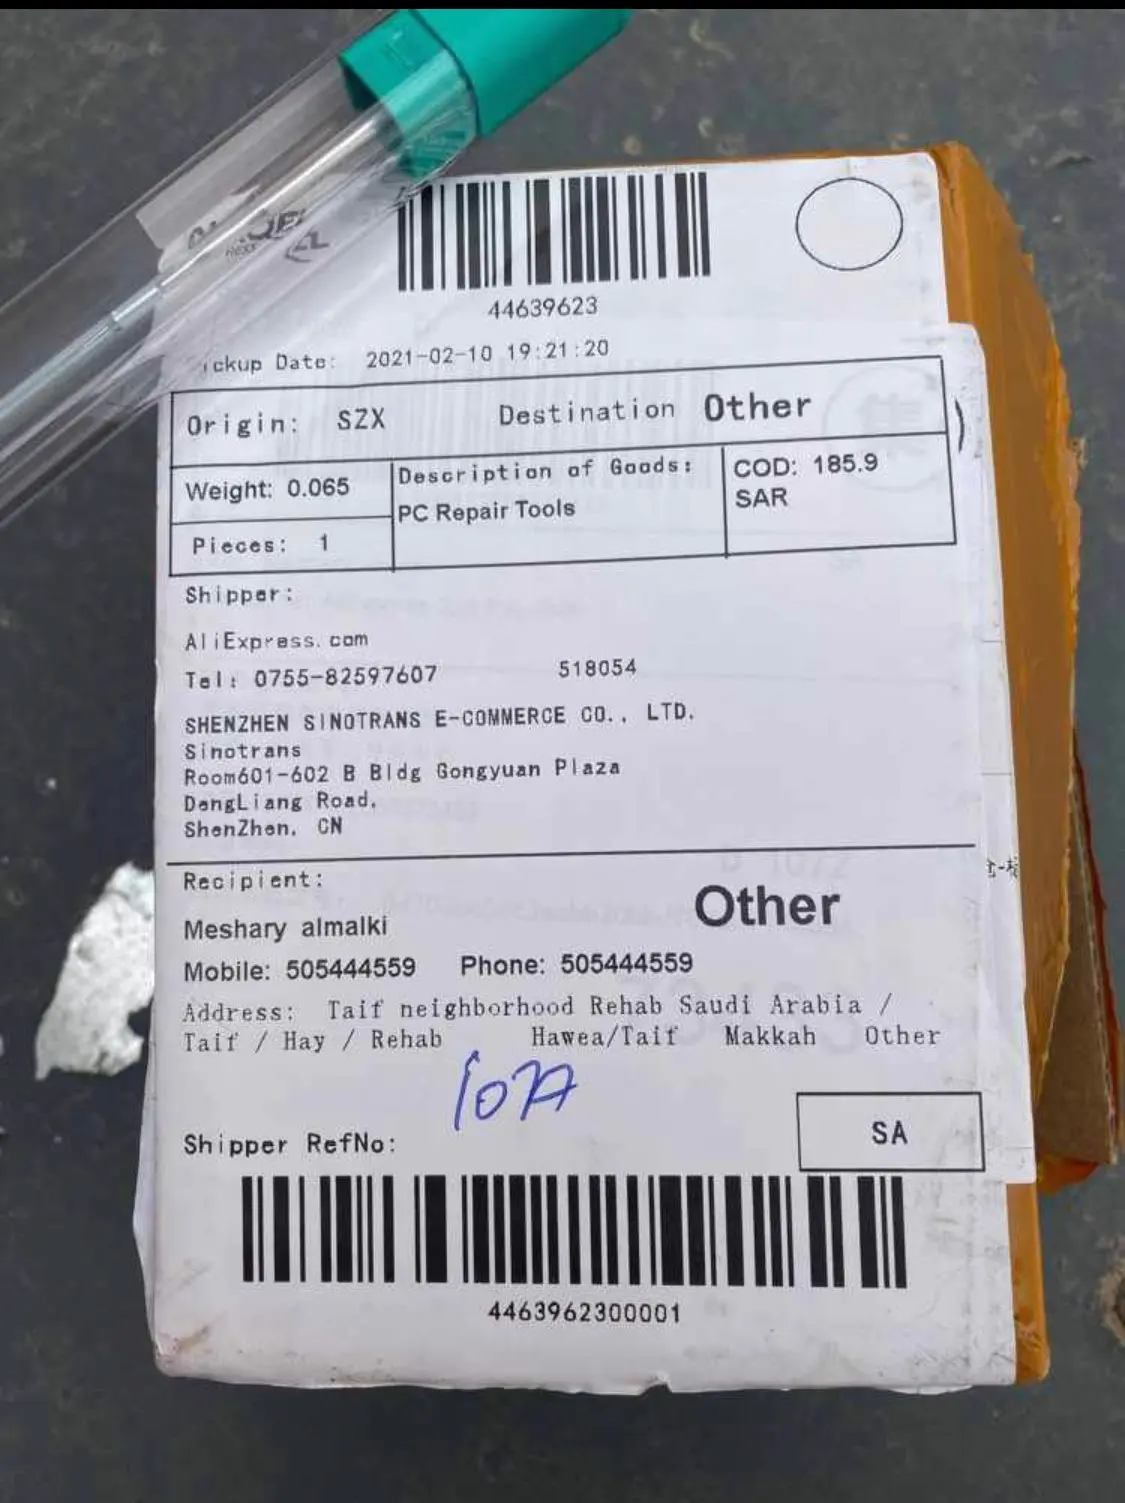 44639623
ickup Date: 2021-02-10 19:21:20
Origin: SZX Destination Other
Weight: 0.065
Pieces: 1
Description of Goods:
PC Repair Tools
COD: 185.9
SAR
Shipper:
AliExpress.com
Tel: 0755-82597607 518054
SHENZHEN SINOTRANS E-COMMERCE CO., LTD.
Sinotrans
Room601-602 B Bldg Gongyuan Plaza
DengLiang Road,
ShenZhen, CN
Recipient:
Other
Meshary almalki
Mobile: 505444559 Phone: 505444559
Address: Taif neighborhood Rehab Saudi Arabia /
Taif / Hay / Rehab Hawea/Taif Makkah Other
Shipper RefNo:
SA
4463962300001